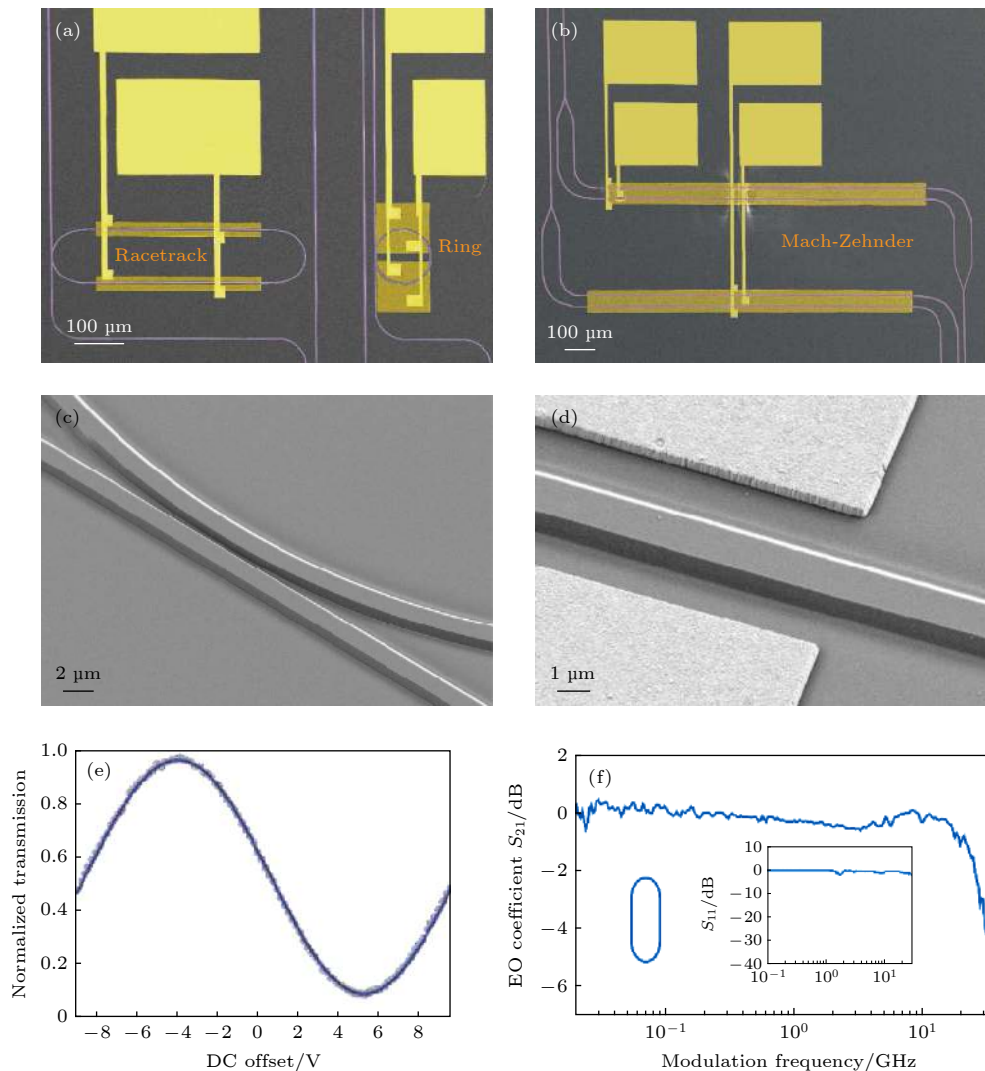 (a)
Racetrack
Ring
100 µm
(b)
Mach-Zehnder
100 µm
(c)
2 µm
(d)
1 µm
(e)
Normalized transmission
1.0
0.8
0.6
0.4
0.2
0
−8 −6 −4 −2 0 2 4 6 8
DC offset/V
(f)
EO coefficient S₂₁/dB
2
0
−2
−4
−6
10⁻¹ 10⁰ 10¹
Modulation frequency/GHz
S₁₁/dB
10
0
−10
−20
−30
−40
10⁻¹ 10⁰ 10¹